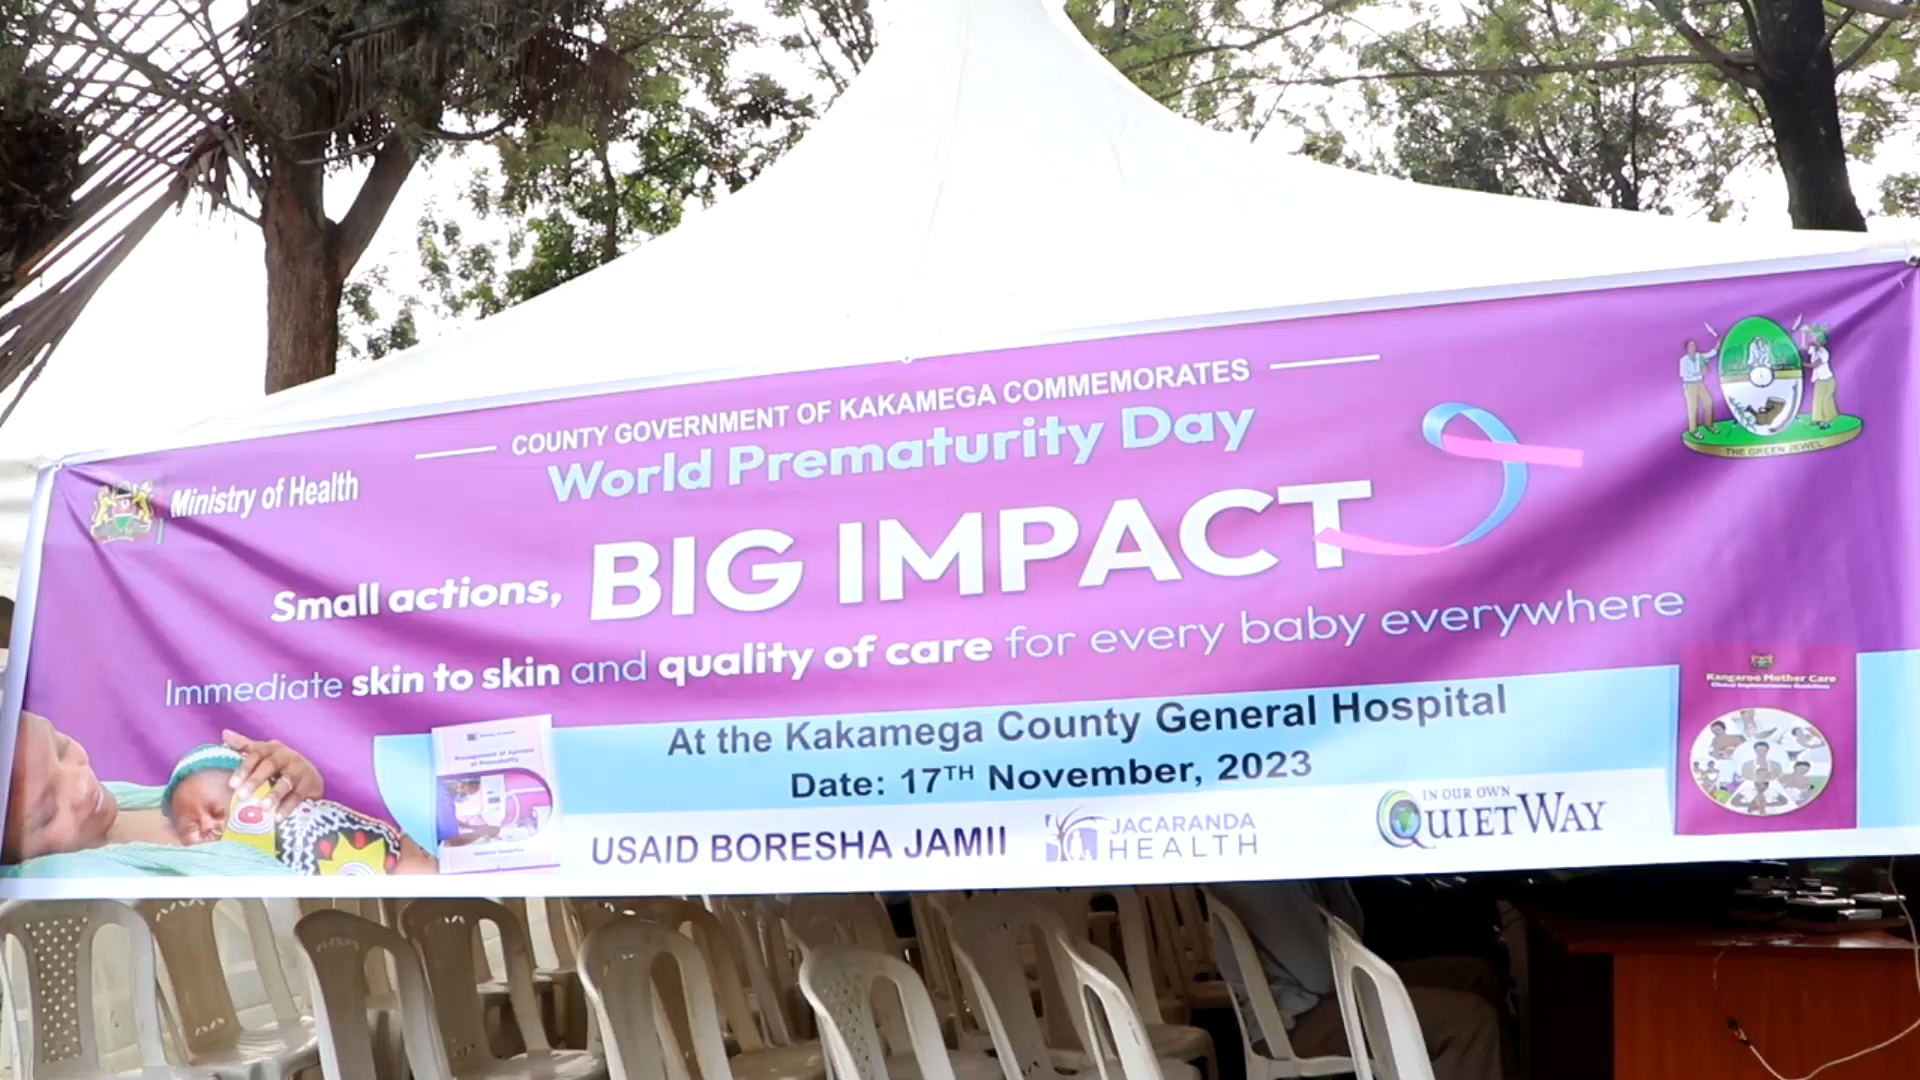 COUNTY GOVERNMENT OF KAKAMEGA COMMEMORATES
World Prematurity Day
Ministry of Health
Small actions, BIG IMPACT
Immediate skin to skin and quality of care for every baby everywhere
At the Kakamega County General Hospital
Date: 17TH November, 2023
USAID BORESHA JAMII
JACARANDA
HEALTH
IN OUR OWN
QUIET WAY
THE GREEN JEWEL
Kangaroo Mother Care